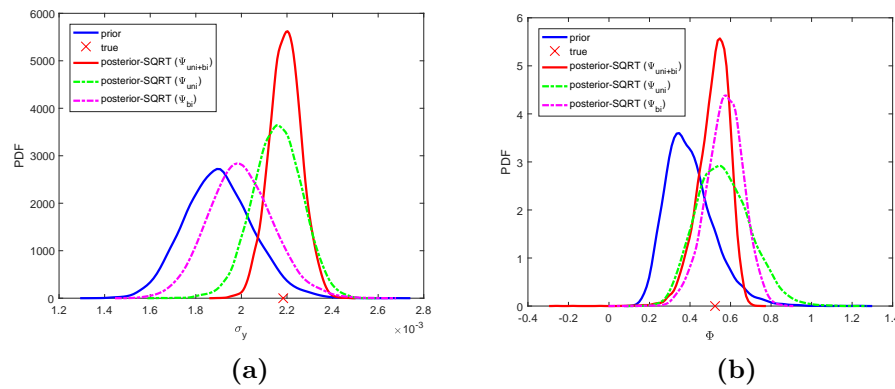 prior
true
posterior-SQRT (Ψuni+bi)
posterior-SQRT (Ψuni)
posterior-SQRT (Ψbi)
PDF
6000
5000
4000
3000
2000
1000
0
1.2 1.4 1.6 1.8 2 2.2 2.4 2.6 2.8
×10-3
σy
(a)
prior
true
posterior-SQRT (Ψuni+bi)
posterior-SQRT (Ψuni)
posterior-SQRT (Ψbi)
PDF
6
5
4
3
2
1
0
-0.4 -0.2 0 0.2 0.4 0.6 0.8 1 1.2 1.4
Φ
(b)